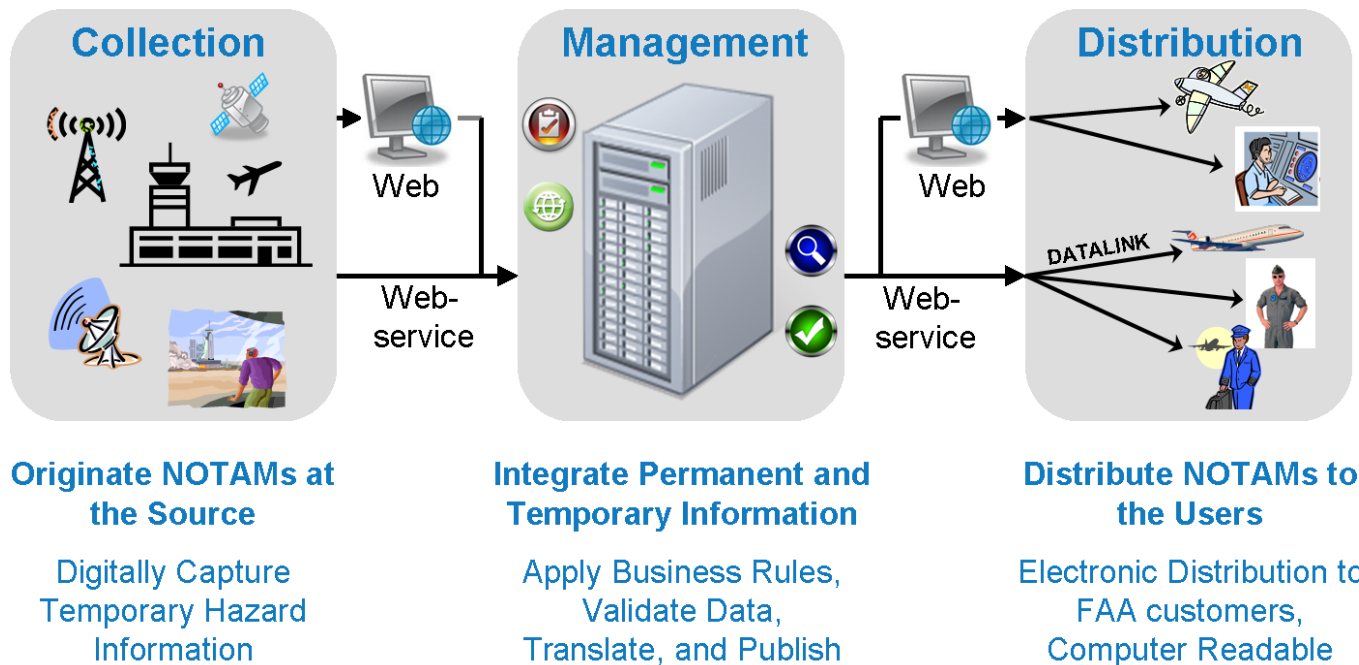 Collection
Management
Distribution
Web
Web
DATALINK
Web-
service
Web-
service
Originate NOTAMs at
the Source
Integrate Permanent and
Temporary Information
Distribute NOTAMs to
the Users
Digitally Capture
Temporary Hazard
Information
Apply Business Rules,
Validate Data,
Translate, and Publish
Electronic Distribution to
FAA customers,
Computer Readable